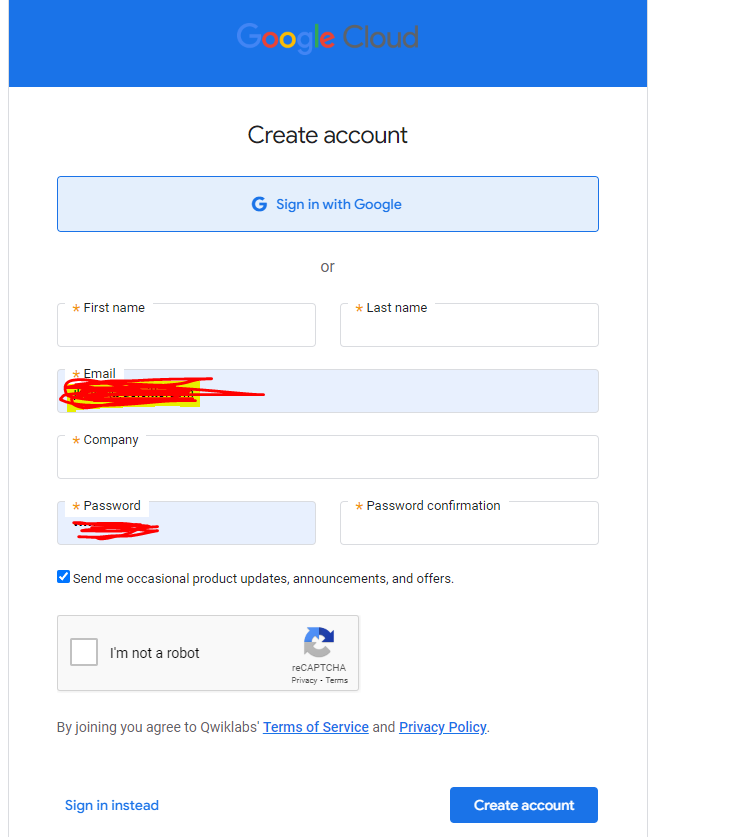 Google Cloud
Create account
Sign in with Google
or
* First name
* Last name
* Email
* Company
* Password
* Password confirmation
Send me occasional product updates, announcements, and offers.
I'm not a robot
reCAPTCHA
Privacy - Terms
By joining you agree to Qwiklabs' Terms of Service and Privacy Policy.
Sign in instead
Create account